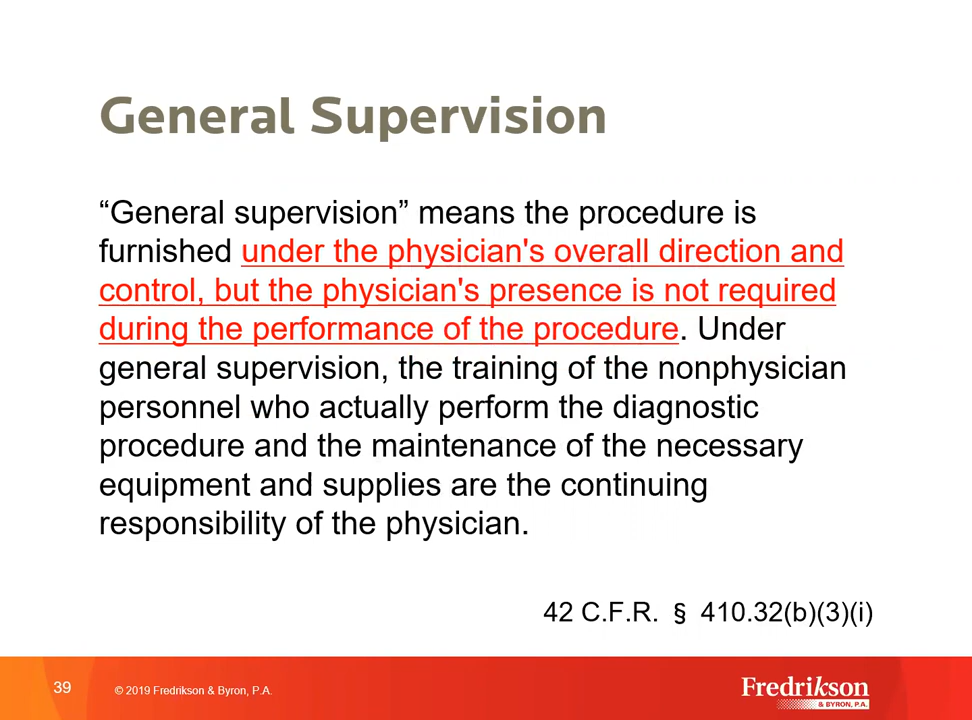 General Supervision
“General supervision” means the procedure is
furnished under the physician's overall direction and
control, but the physician's presence is not required
during the performance of the procedure. Under
general supervision, the training of the nonphysician
personnel who actually perform the diagnostic
procedure and the maintenance of the necessary
equipment and supplies are the continuing
responsibility of the physician.
42 C.F.R. § 410.32(b)(3)(i)
39
© 2019 Fredrikson & Byron, P.A.
Fredrikson
& BYRON, P.A.